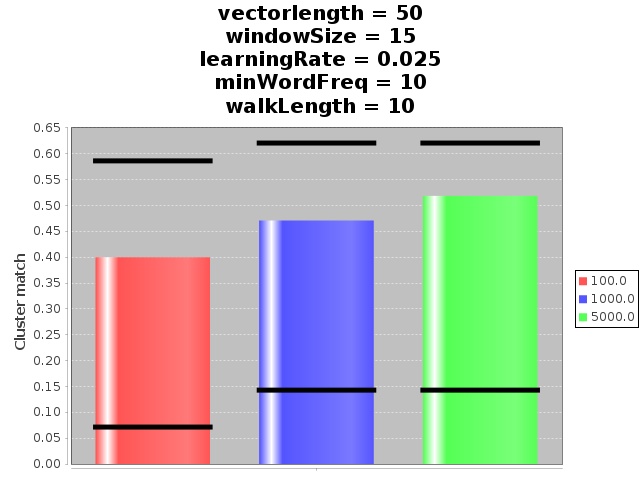 vectorlength = 50
windowSize = 15
learningRate = 0.025
minWordFreq = 10
walkLength = 10
0.65
0.60
0.55
0.50
0.45
0.40
0.35
0.30
0.25
0.20
0.15
0.10
0.05
0.00
Cluster match
100.0
1000.0
5000.0